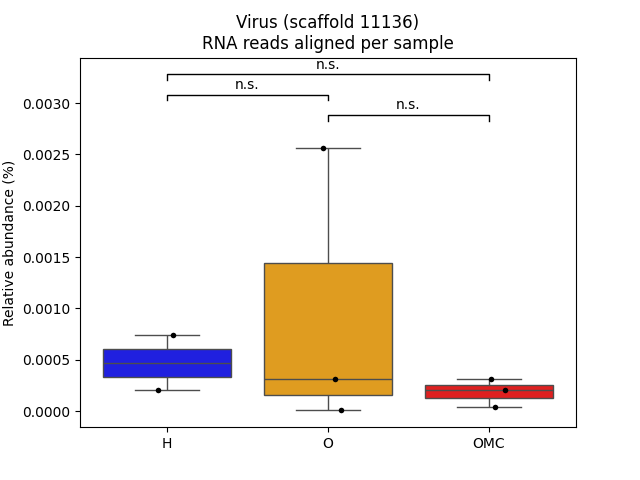 Virus (scaffold 11136)
RNA reads aligned per sample
n.s.
n.s.
n.s.
Relative abundance (%)
0.0030
0.0025
0.0020
0.0015
0.0010
0.0005
0.0000
H
O
OMC